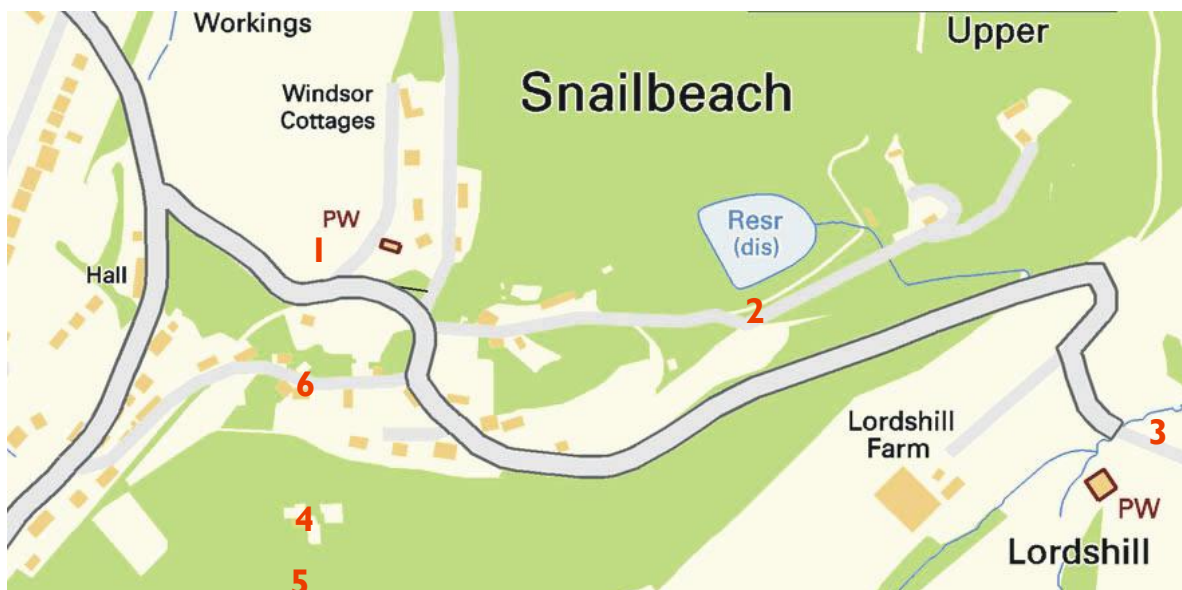 Workings
Upper
Snailbeach
Windsor
Cottages
PW
1
Resr
(dis)
Hall
2
6
Lordshill
Farm
3
4
PW
Lordshill
5